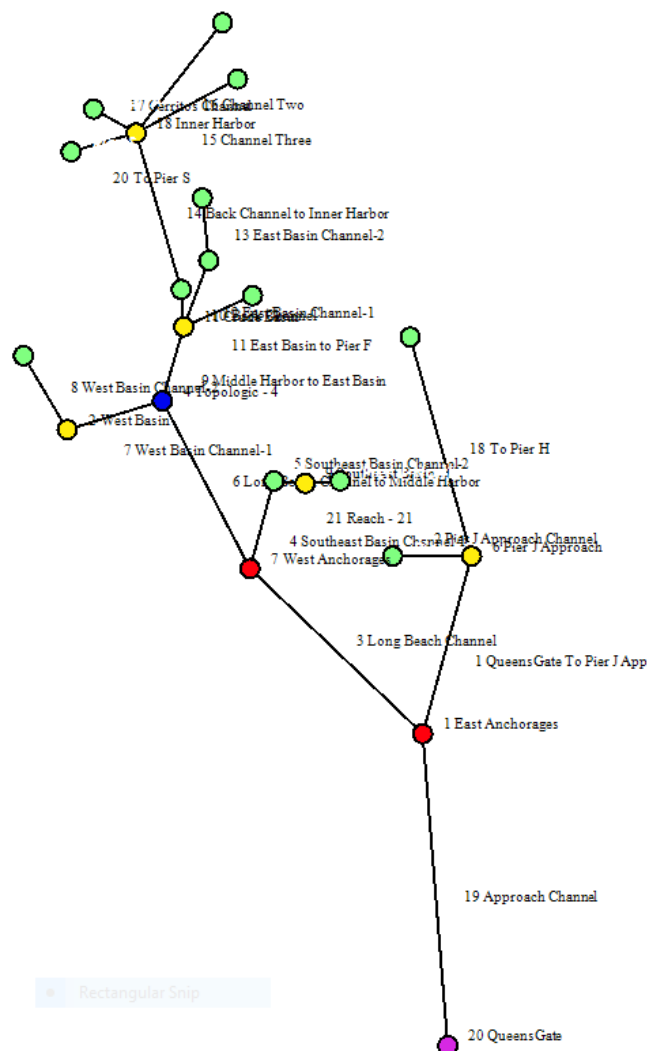 17 Cerritos Channel
16 Channel Two
18 Inner Harbor
15 Channel Three
20 To Pier S
14 Back Channel to Inner Harbor
13 East Basin Channel-2
12 East Basin Channel-1
11 East Basin to Pier F
9 Middle Harbor to East Basin
8 West Basin Channel-2
4 Topologic - 4
2 West Basin
7 West Basin Channel-1
18 To Pier H
5 Southeast Basin Channel-2
6 Long Beach Channel to Middle Harbor
21 Reach - 21
2 Pier J Approach Channel
4 Southeast Basin Channel-1
6 Pier J Approach
7 West Anchorages
3 Long Beach Channel
1 QueensGate To Pier J App
1 East Anchorages
19 Approach Channel
Rectangular Snip
20 QueensGate